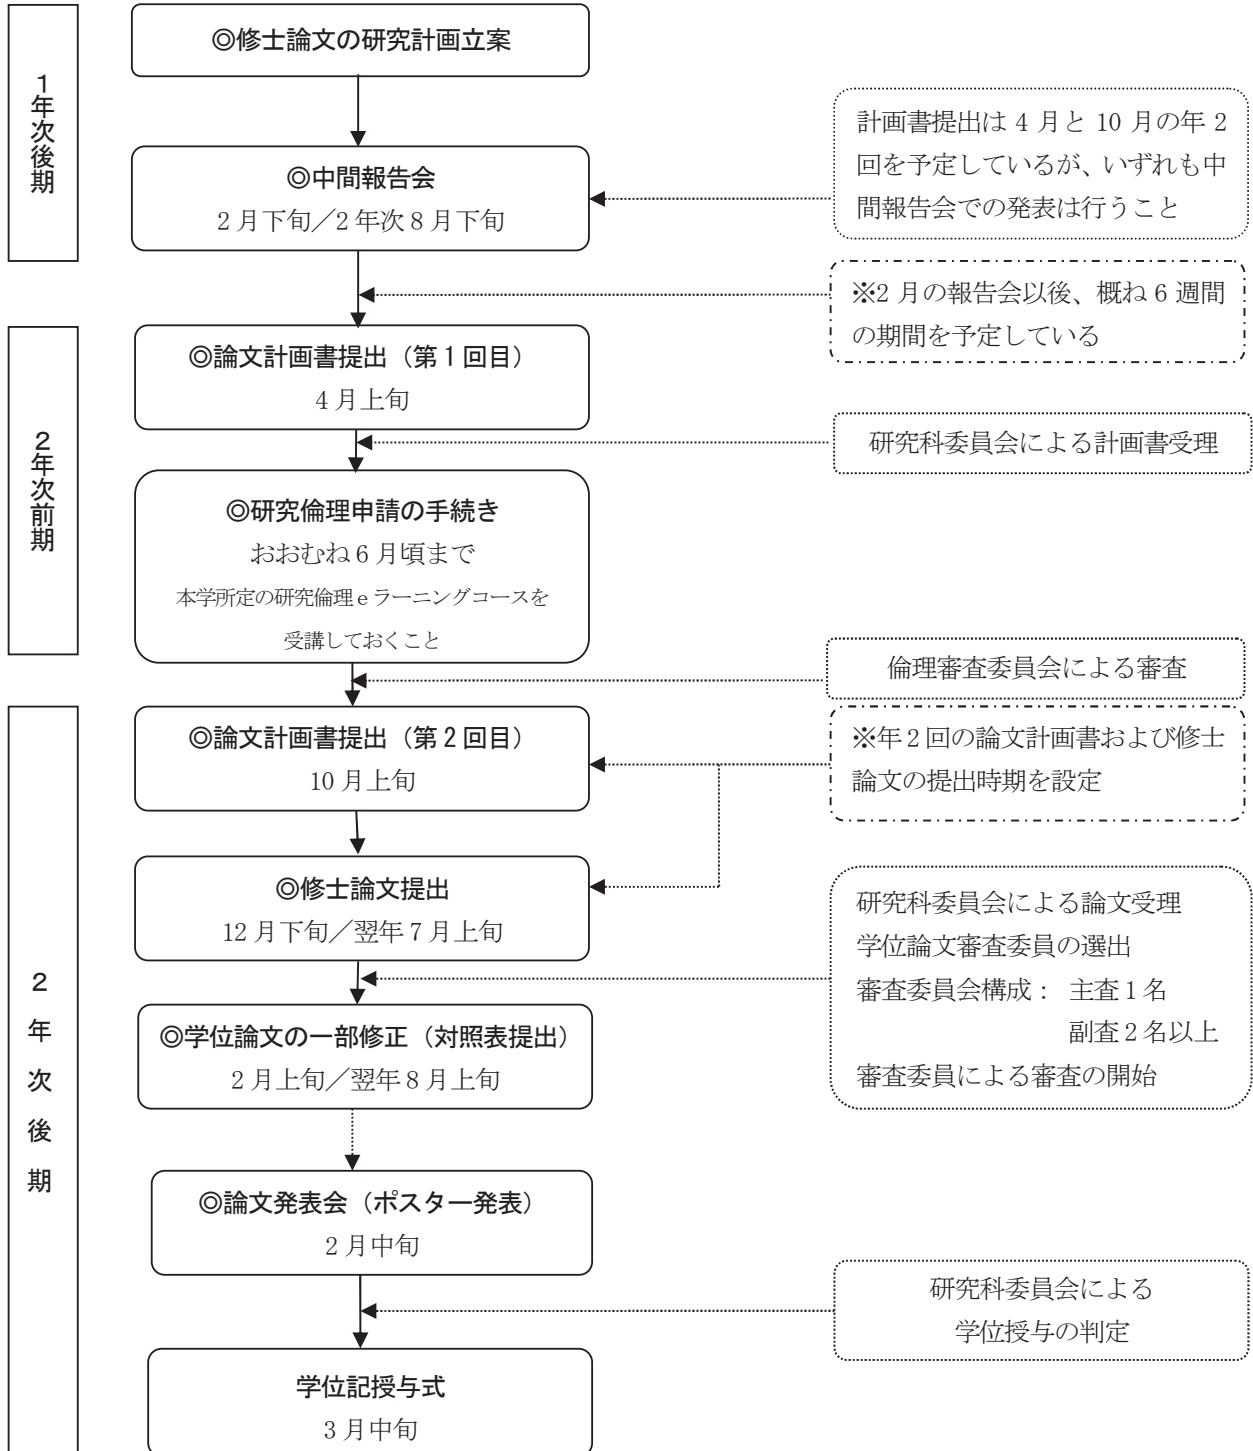 1年次後期
◎修士論文の研究計画立案
◎中間報告会
2月下旬／2年次8月下旬
計画書提出は4月と10月の年2
回を予定しているが、いずれも中
間報告会での発表は行うこと
※2月の報告会以後、概ね6週間
の期間を予定している
2年次前期
◎論文計画書提出（第1回目）
4月上旬
研究科委員会による計画書受理
◎研究倫理申請の手続き
おおむね6月頃まで
本学所定の研究倫理eラーニングコースを
受講しておくこと
倫理審査委員会による審査
2年次後期
◎論文計画書提出（第2回目）
10月上旬
※年2回の論文計画書および修士
論文の提出時期を設定
◎修士論文提出
12月下旬／翌年7月上旬
研究科委員会による論文受理
学位論文審査委員の選出
審査委員会構成： 主査1名
副査2名以上
審査委員による審査の開始
◎学位論文の一部修正（対照表提出）
2月上旬／翌年8月上旬
◎論文発表会（ポスター発表）
2月中旬
研究科委員会による
学位授与の判定
学位記授与式
3月中旬